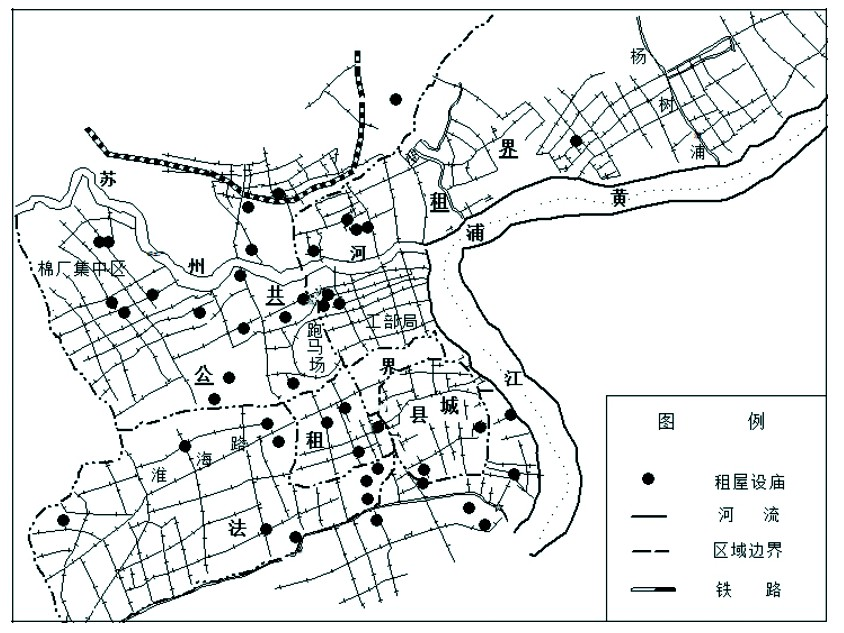 杨
树
浦
界
租
黄
浦
江
苏
州
河
棉厂集中区
共
公
工部局
跑
马
场
界
县 城
租
淮 海 路
法
图 例
租屋设庙
河 流
区域边界
铁 路